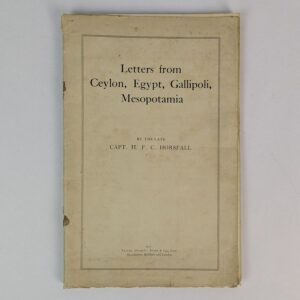 Letters from
Ceylon, Egypt, Gallipoli,
Mesopotamia
BY THE LATE
CAPT. H. F. C. HORSFALL